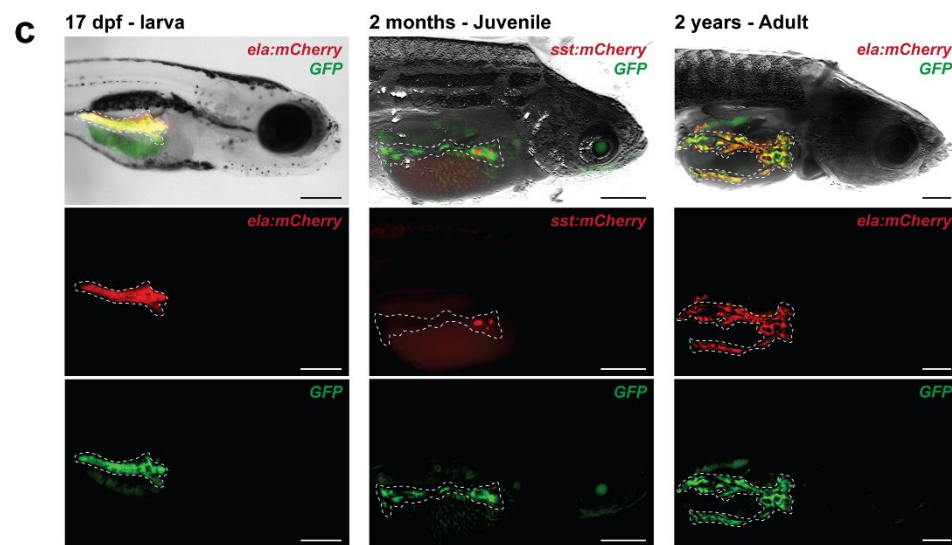 c
17 dpf - larva
2 months - Juvenile
2 years - Adult
ela:mCherry
GFP
sst:mCherry
GFP
ela:mCherry
GFP
ela:mCherry
sst:mCherry
ela:mCherry
GFP
GFP
GFP